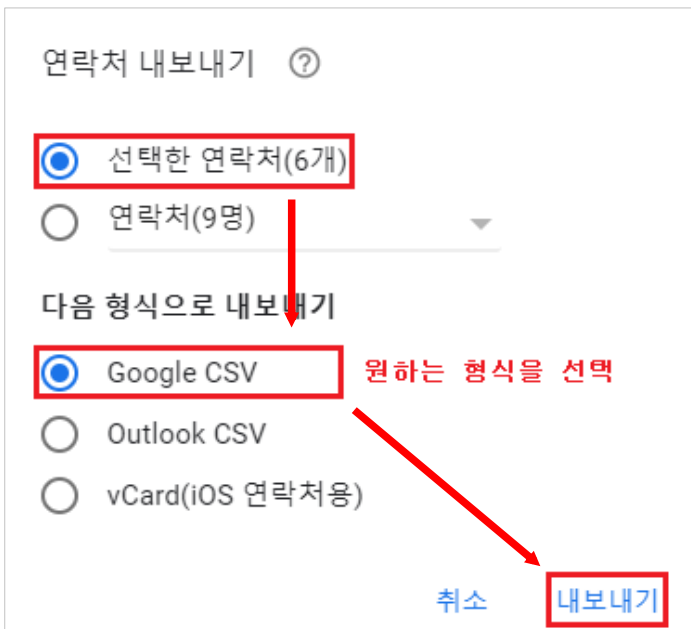 연락처 내보내기 ?
선택한 연락처(6개)
연락처(9명)
다음 형식으로 내보내기
Google CSV 원하는 형식을 선택
Outlook CSV
vCard(iOS 연락처용)
취소 내보내기